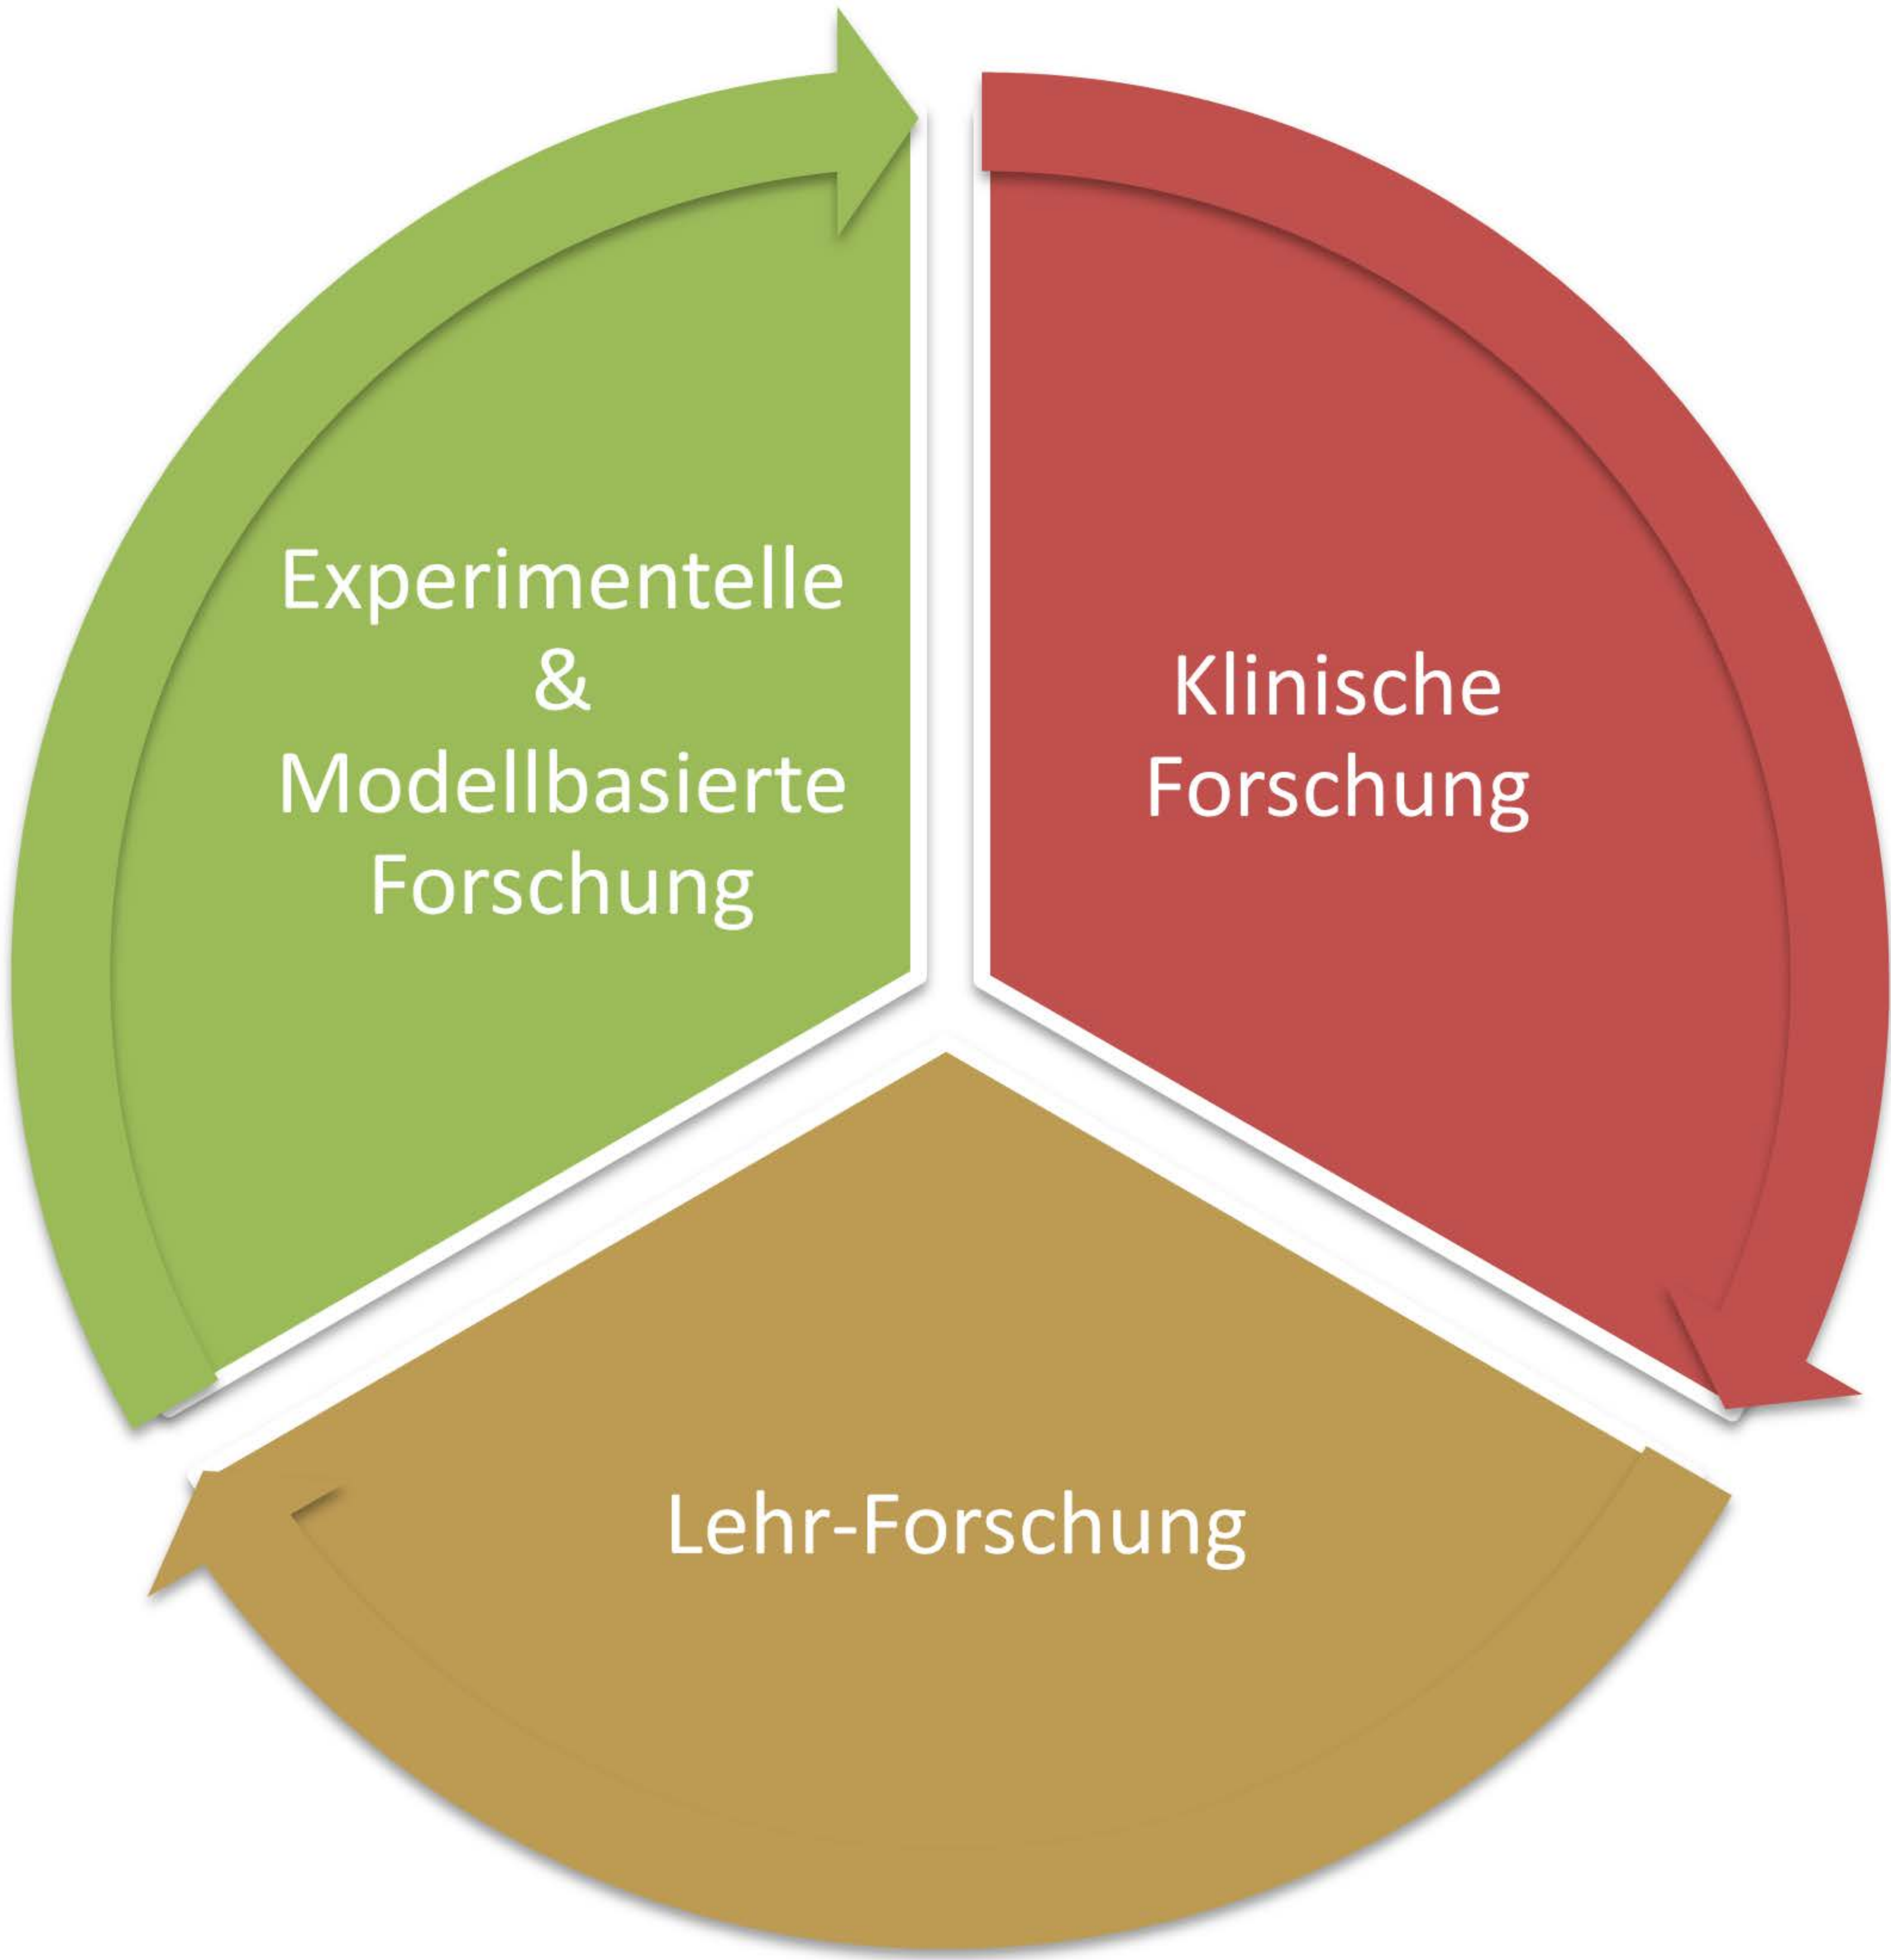 Experimentelle
&
Modellbasierte
Forschung
Klinische
Forschung
Lehr-Forschung